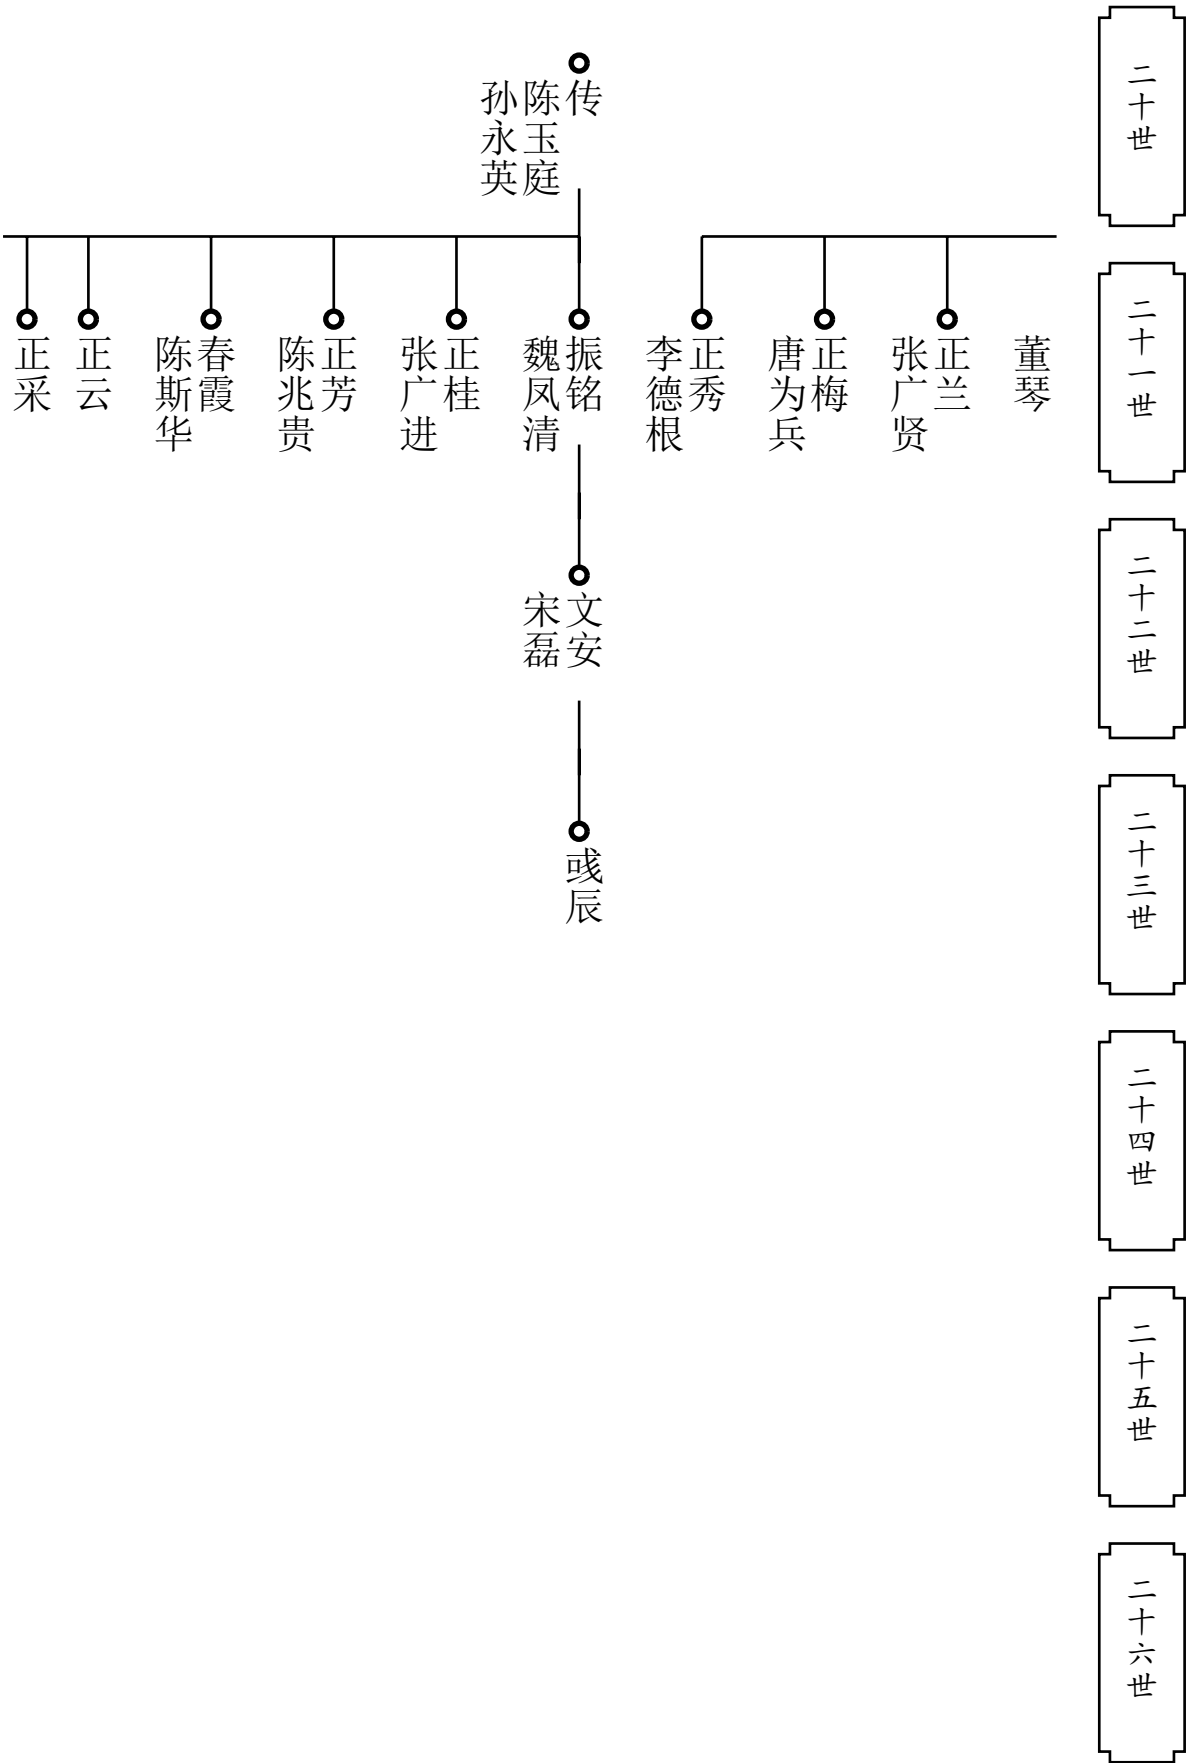 二十世
传
陈玉庭
孙永英
二十一世
董琴
正兰
张广贤
正梅
唐为兵
正秀
李德根
振铭
魏凤清
正桂
张广进
正芳
陈兆贵
春霞
陈斯华
正云
正采
二十二世
文安
宋磊
二十三世
彧辰
二十四世
二十五世
二十六世